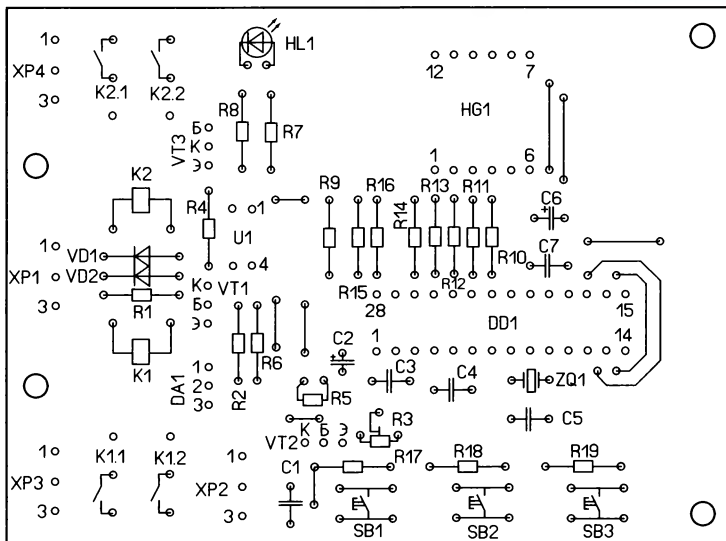 1
XP4
3
K2.1
K2.2
HL1
12
7
HG1
1
6
R8
R7
Б
К
Э
VT3
K2
R4
1
U1
4
R9
R16
R13
R11
R14
R15
R12
R10
C6
+
C7
1
XP1
3
VD1
VD2
R1
К
Б
Э
VT1
28
15
DD1
1
14
K1
1
2
3
DA1
R2
R6
C2
+
C3
C4
ZQ1
C5
R5
R3
К Б Э
VT2
K1.1
K1.2
1
XP3
3
1
XP2
3
C1
R17
R18
R19
SB1
SB2
SB3